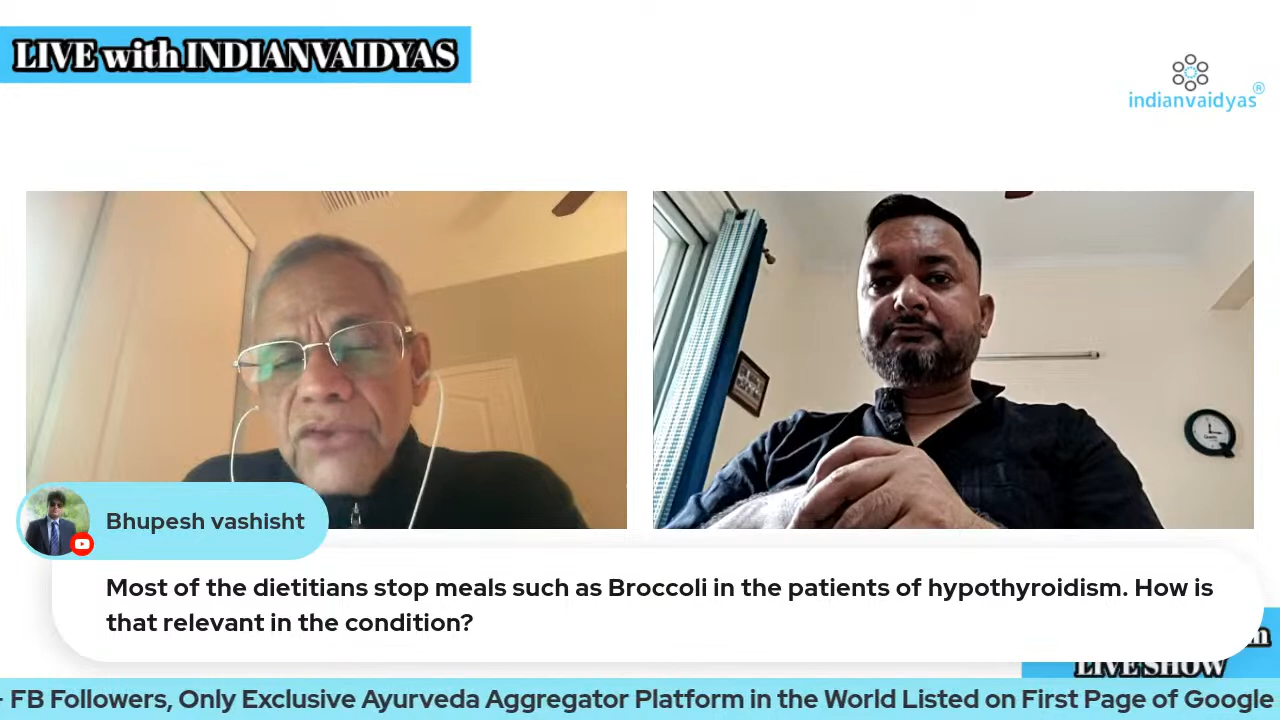 LIVE with INDIANVAIDYAS
indianvaidyas®
Bhupesh vashisht
Most of the dietitians stop meals such as Broccoli in the patients of hypothyroidism. How is
that relevant in the condition?
LIVE SHOW
FB Followers, Only Exclusive Ayurveda Aggregator Platform in the World Listed on First Page of Google